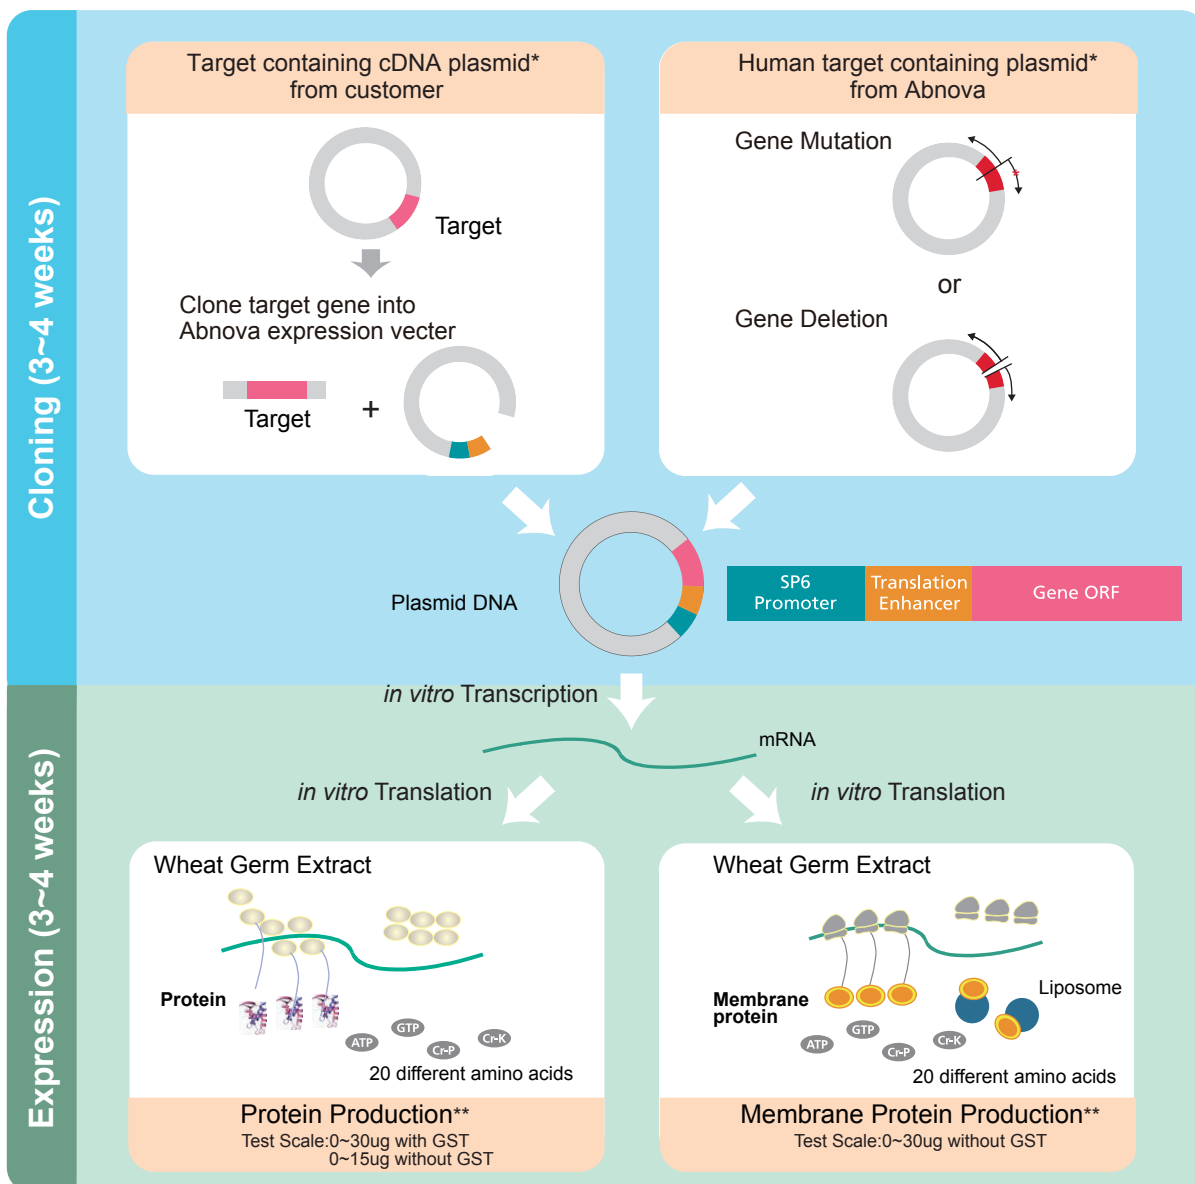 Cloning (3~4 weeks)
Target containing cDNA plasmid*
from customer
Target
Clone target gene into
Abnova expression vecter
Target
+
Human target containing plasmid*
from Abnova
Gene Mutation
*
or
Gene Deletion
Plasmid DNA
SP6
Promoter
Translation
Enhancer
Gene ORF
Expression (3~4 weeks)
in vitro Transcription
mRNA
in vitro Translation
in vitro Translation
Wheat Germ Extract
Protein
ATP
GTP
Cr-P
Cr-K
20 different amino acids
Protein Production**
Test Scale:0~30ug with GST
0~15ug without GST
Wheat Germ Extract
Membrane
protein
Liposome
ATP
GTP
Cr-P
Cr-K
20 different amino acids
Membrane Protein Production**
Test Scale:0~30ug without GST